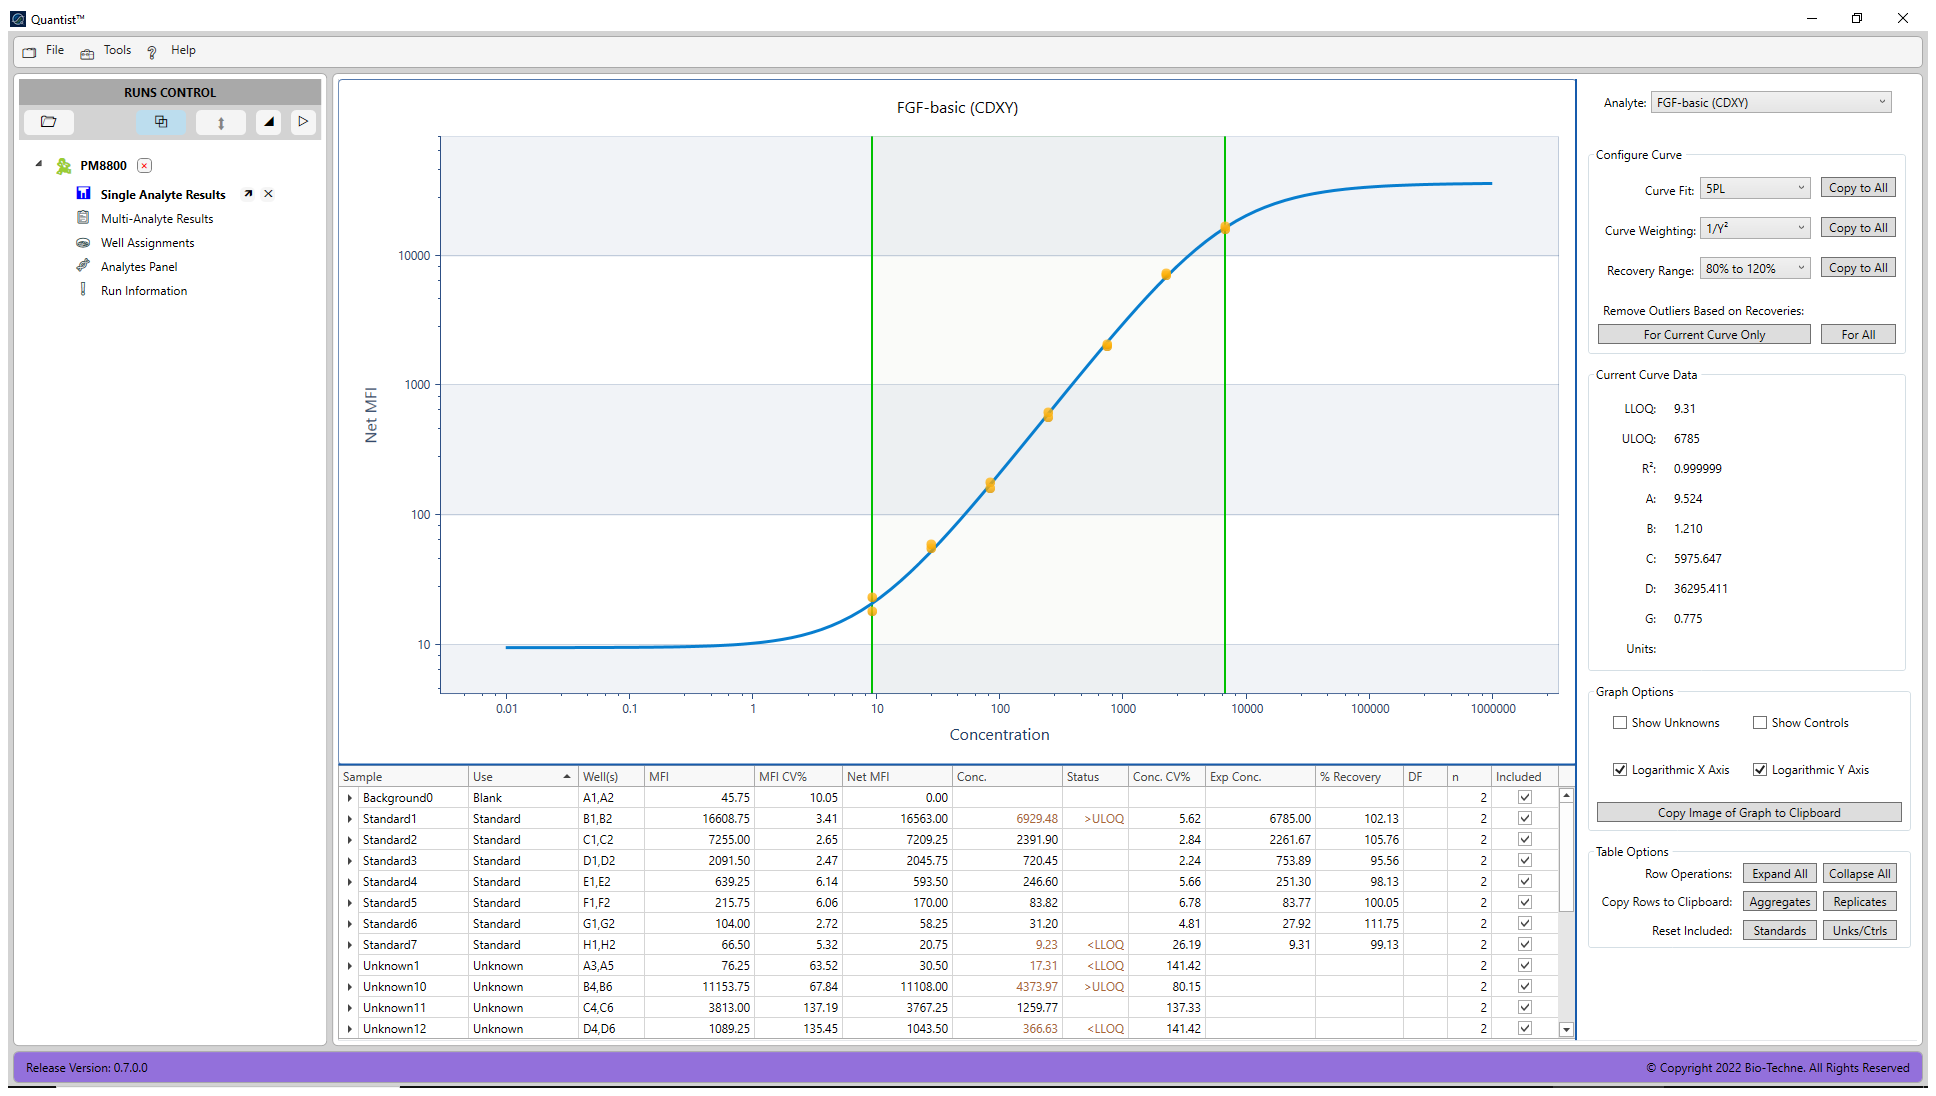 Quantist™
File Tools Help
RUNS CONTROL
PM8800
Single Analyte Results
Multi-Analyte Results
Well Assignments
Analytes Panel
Run Information
FGF-basic (CDXY)
Net MFI
10000
1000
100
10
0.01 0.1 1 10 100 1000 10000 100000 1000000
Concentration
Sample Use Well(s) MFI MFI CV% Net MFI Conc. Status Conc. CV% Exp Conc. % Recovery DF n Included
Background0 Blank A1,A2 45.75 10.05 0.00 2
Standard1 Standard B1,B2 16608.75 3.41 16563.00 6929.48 >ULOQ 5.62 6785.00 102.13 2
Standard2 Standard C1,C2 7255.00 2.65 7209.25 2391.90 2.84 2261.67 105.76 2
Standard3 Standard D1,D2 2091.50 2.47 2045.75 720.45 2.24 753.89 95.56 2
Standard4 Standard E1,E2 639.25 6.14 593.50 246.60 5.66 251.30 98.13 2
Standard5 Standard F1,F2 215.75 6.06 170.00 83.82 6.78 83.77 100.05 2
Standard6 Standard G1,G2 104.00 2.72 58.25 31.20 4.81 27.92 111.75 2
Standard7 Standard H1,H2 66.50 5.32 20.75 9.23 <LLOQ 26.19 9.31 99.13 2
Unknown1 Unknown A3,A5 76.25 63.52 30.50 17.31 <LLOQ 141.42 2
Unknown10 Unknown B4,B6 11153.75 67.84 11108.00 4373.97 >ULOQ 80.15 2
Unknown11 Unknown C4,C6 3813.00 137.19 3767.25 1259.77 137.33 2
Unknown12 Unknown D4,D6 1089.25 135.45 1043.50 366.63 <LLOQ 141.42 2
Analyte: FGF-basic (CDXY)
Configure Curve
Curve Fit: 5PL Copy to All
Curve Weighting: 1/Y² Copy to All
Recovery Range: 80% to 120% Copy to All
Remove Outliers Based on Recoveries:
For Current Curve Only For All
Current Curve Data
LLOQ: 9.31
ULOQ: 6785
R²: 0.999999
A: 9.524
B: 1.210
C: 5975.647
D: 36295.411
G: 0.775
Units:
Graph Options
Show Unknowns Show Controls
Logarithmic X Axis Logarithmic Y Axis
Copy Image of Graph to Clipboard
Table Options
Row Operations: Expand All Collapse All
Copy Rows to Clipboard: Aggregates Replicates
Reset Included: Standards Unks/Ctrls
Release Version: 0.7.0.0
© Copyright 2022 Bio-Techne. All Rights Reserved